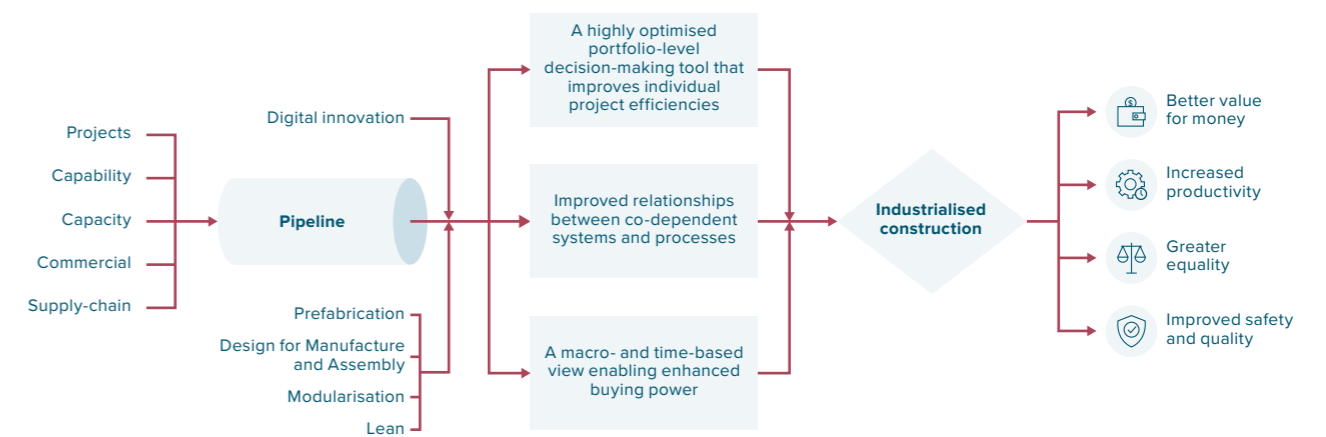 Projects
Capability
Capacity
Commercial
Supply-chain
Pipeline
Digital innovation
Prefabrication
Design for Manufacture
and Assembly
Modularisation
Lean
A highly optimised
portfolio-level
decision-making tool that
improves individual
project efficiencies
Improved relationships
between co-dependent
systems and processes
A macro- and time-based
view enabling enhanced
buying power
Industrialised
construction
$
Better value
for money
Increased
productivity
Greater
equality
Improved safety
and quality